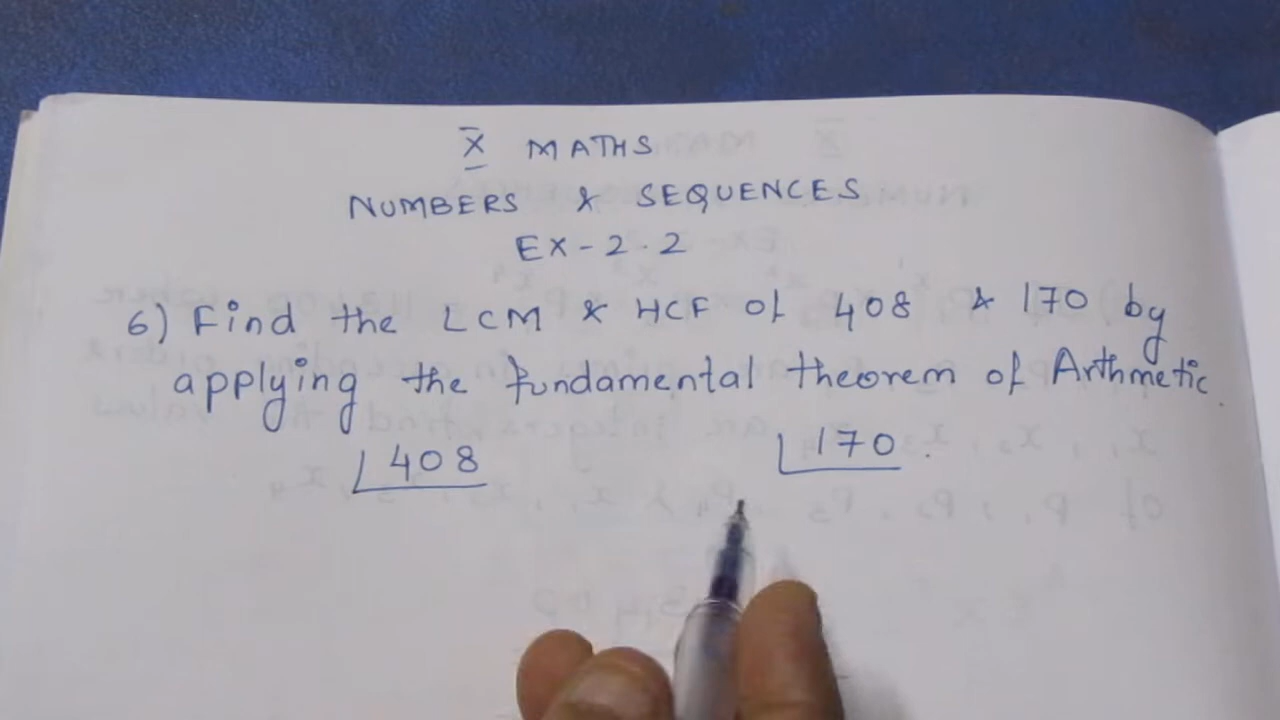 X MATHS
NUMBERS & SEQUENCES
EX-2.2
6) Find the LCM & HCF of 408 & 170 by
applying the fundamental theorem of Arthmetic.
408 170.